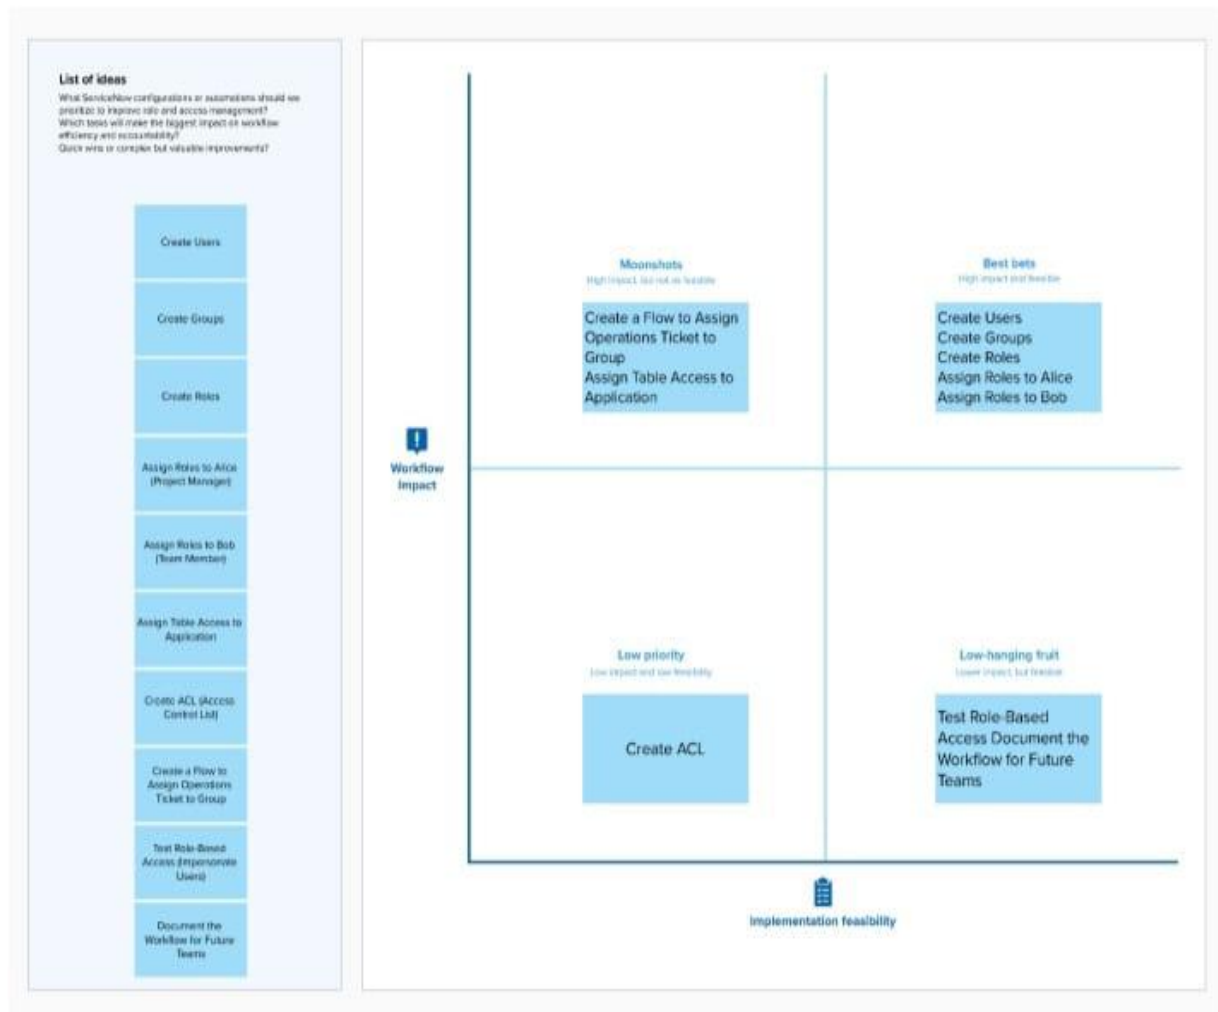 List of ideas
What ServiceNow configurations or automations should we
prioritize to improve role and access management?
Which tasks will make the biggest impact on workflow
efficiency and accountability?
Quick wins or complex but valuable improvements?
Create Users
Create Groups
Create Roles
Assign Roles to Alice
(Project Manager)
Assign Roles to Bob
(Team Member)
Assign Table Access to
Application
Create ACL (Access
Control List)
Create a Flow to
Assign Operations
Ticket to Group
Test Role-Based
Access (Impersonate
Users)
Document the
Workflow for Future
Teams
Workflow
Impact
Moonshots
High impact, but not as feasible
Create a Flow to Assign
Operations Ticket to
Group
Assign Table Access to
Application
Best bets
High impact and feasible
Create Users
Create Groups
Create Roles
Assign Roles to Alice
Assign Roles to Bob
Low priority
Low impact and low feasibility
Create ACL
Low-hanging fruit
Lower impact, but feasible
Test Role-Based
Access Document the
Workflow for Future
Teams
Implementation feasibility